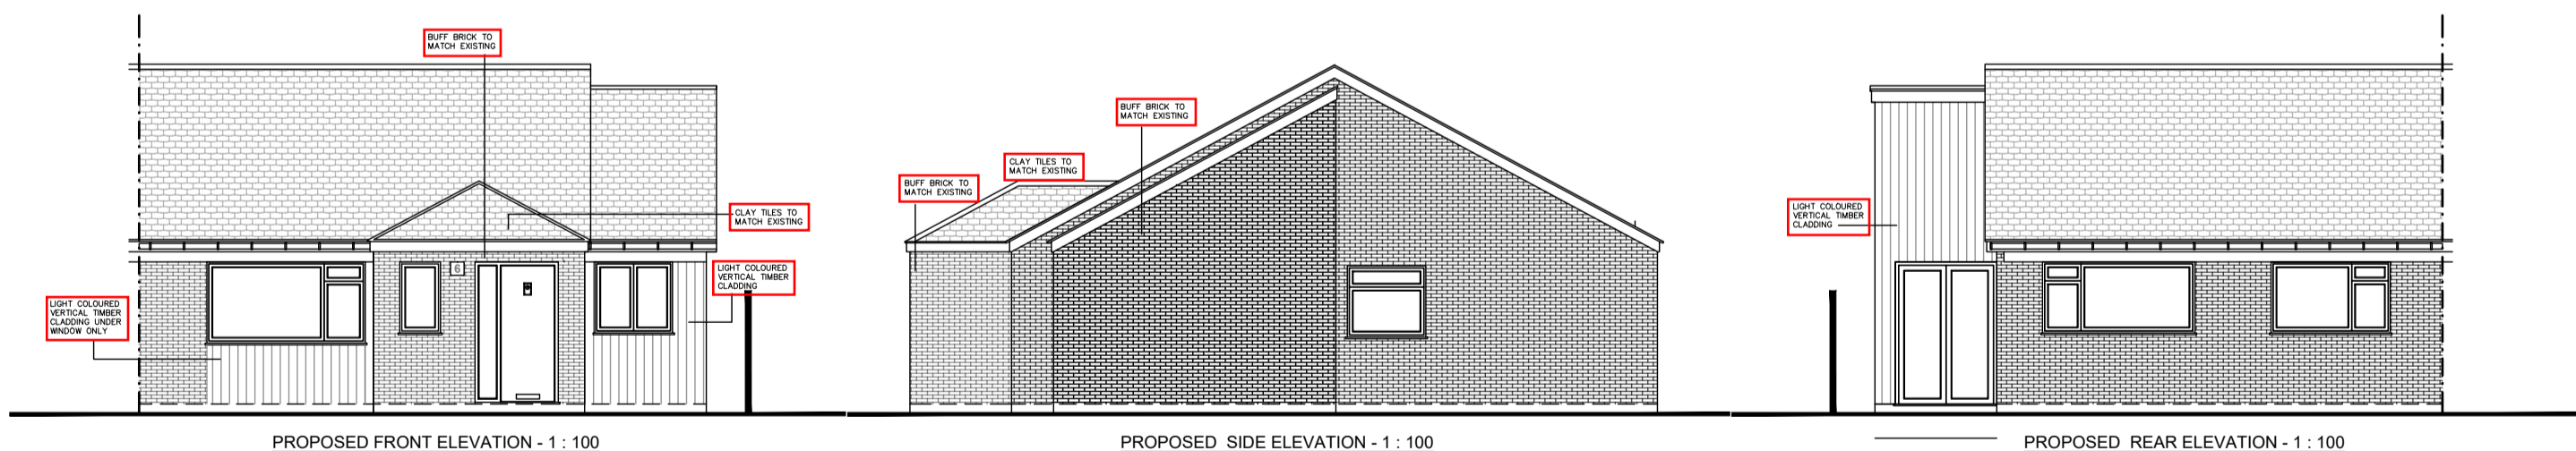 BUFF BRICK TO
MATCH EXISTING
CLAY TILES TO
MATCH EXISTING
6
LIGHT COLOURED
VERTICAL TIMBER
CLADDING
LIGHT COLOURED
VERTICAL TIMBER
CLADDING UNDER
WINDOW ONLY
PROPOSED FRONT ELEVATION - 1 : 100
BUFF BRICK TO
MATCH EXISTING
CLAY TILES TO
MATCH EXISTING
BUFF BRICK TO
MATCH EXISTING
PROPOSED SIDE ELEVATION - 1 : 100
LIGHT COLOURED
VERTICAL TIMBER
CLADDING
PROPOSED REAR ELEVATION - 1 : 100